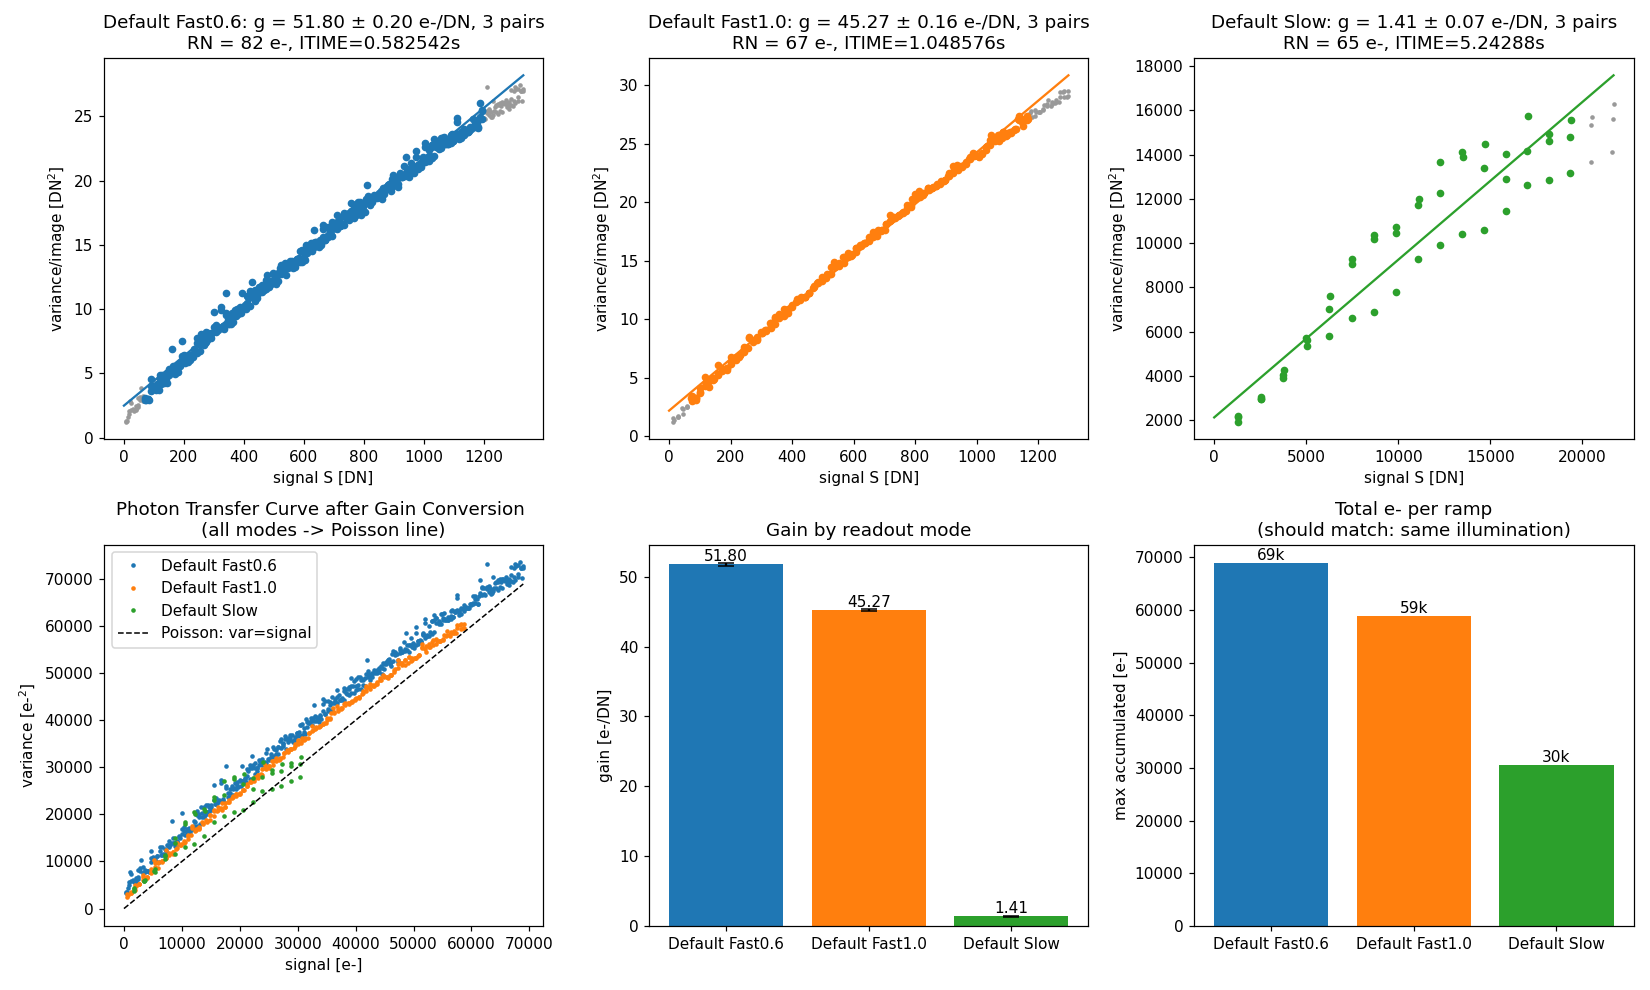 Default Fast0.6: g = 51.80 ± 0.20 e-/DN, 3 pairs
RN = 82 e-, ITIME=0.582542s
variance/image [DN²]
25
20
15
10
5
0
0 200 400 600 800 1000 1200
signal S [DN]
Default Fast1.0: g = 45.27 ± 0.16 e-/DN, 3 pairs
RN = 67 e-, ITIME=1.048576s
variance/image [DN²]
30
25
20
15
10
5
0
0 200 400 600 800 1000 1200
signal S [DN]
Default Slow: g = 1.41 ± 0.07 e-/DN, 3 pairs
RN = 65 e-, ITIME=5.24288s
variance/image [DN²]
18000
16000
14000
12000
10000
8000
6000
4000
2000
0 5000 10000 15000 20000
signal S [DN]
Photon Transfer Curve after Gain Conversion
(all modes -> Poisson line)
Default Fast0.6
Default Fast1.0
Default Slow
Poisson: var=signal
variance [e-²]
70000
60000
50000
40000
30000
20000
10000
0
0 10000 20000 30000 40000 50000 60000 70000
signal [e-]
Gain by readout mode
gain [e-/DN]
50
40
30
20
10
0
51.80
45.27
1.41
Default Fast0.6 Default Fast1.0 Default Slow
Total e- per ramp
(should match: same illumination)
max accumulated [e-]
70000
60000
50000
40000
30000
20000
10000
0
69k
59k
30k
Default Fast0.6 Default Fast1.0 Default Slow